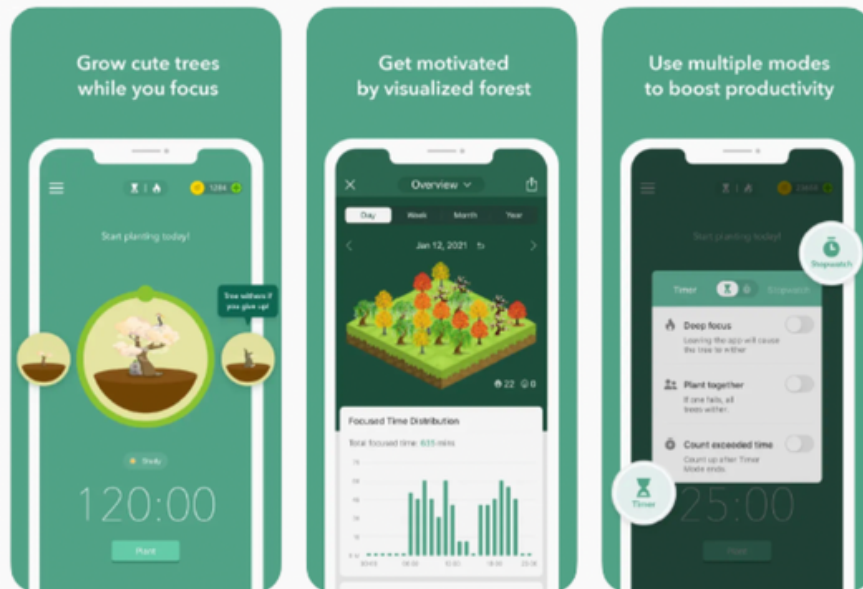 Grow cute trees
while you focus
1284
Start planting today!
Tree withers if
you give up!
Study
120:00
Plant
Get motivated
by visualized forest
Overview
Day Week Month Year
Jan 12, 2021
22 0
Focused Time Distribution
Total focused time: 635 mins
Use multiple modes
to boost productivity
Start planting today!
Stopwatch
Timer Stopwatch
Deep focus
Leaving the app will cause
the tree to wither
Plant together
If one fails, all
trees wither.
Count exceeded time
Count up after Timer
Mode ends
Timer
25:00
Plant